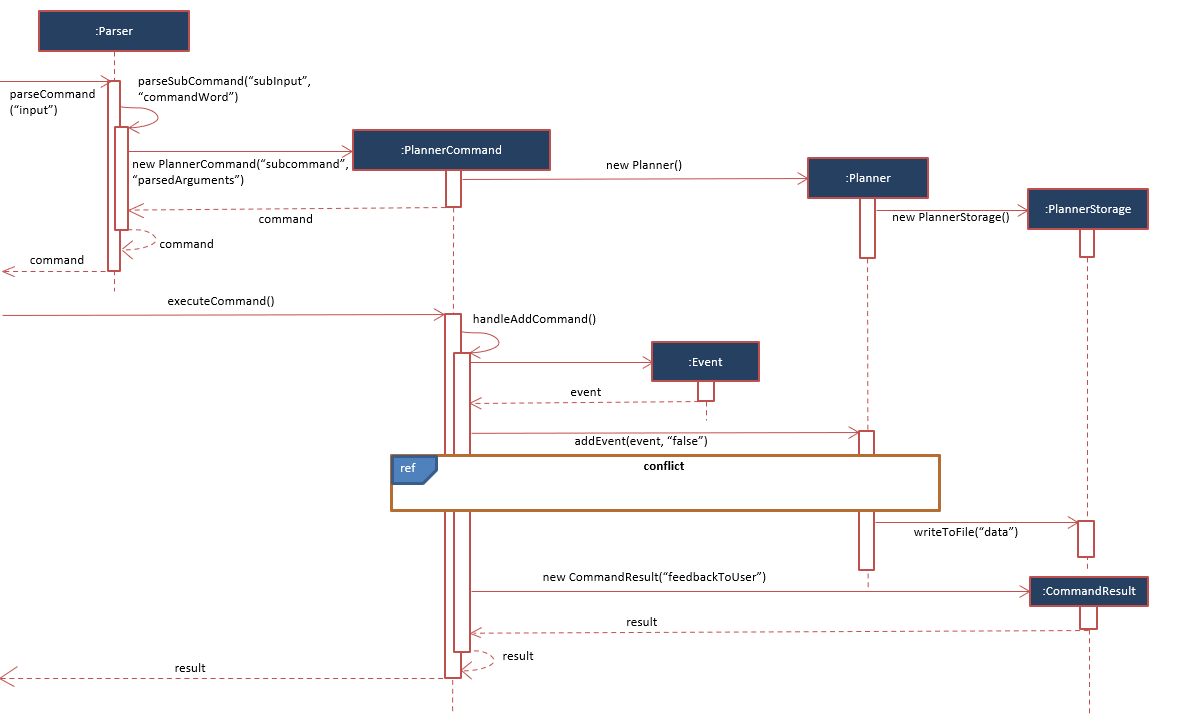 :Parser
parseCommand
(“input”)
parseSubCommand(“subInput”,
“commandWord”)
:PlannerCommand
new PlannerCommand(“subcommand”,
“parsedArguments”)
new Planner()
:Planner
new PlannerStorage()
:PlannerStorage
command
command
command
executeCommand()
handleAddCommand()
:Event
event
addEvent(event, “false”)
ref
conflict
writeToFile(“data”)
new CommandResult(“feedbackToUser”)
:CommandResult
result
result
result